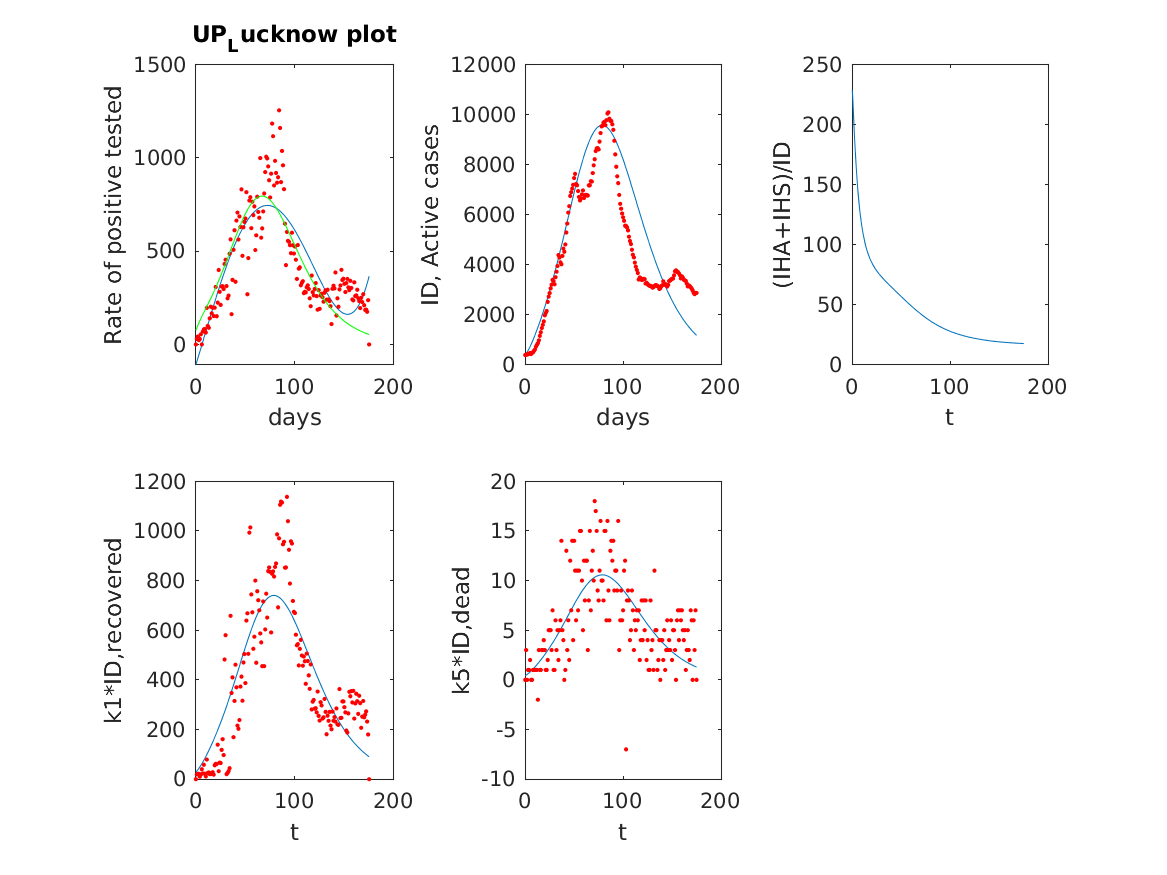 UP_Lucknow plot
1500
1000
500
0
0 100 200
days
Rate of positive tested
12000
10000
8000
6000
4000
2000
0
0 100 200
days
ID, Active cases
250
200
150
100
50
0
0 100 200
t
(IHA+IHS)/ID
1200
1000
800
600
400
200
0
0 100 200
t
k1*ID,recovered
20
15
10
5
0
-5
-10
0 100 200
t
k5*ID,dead